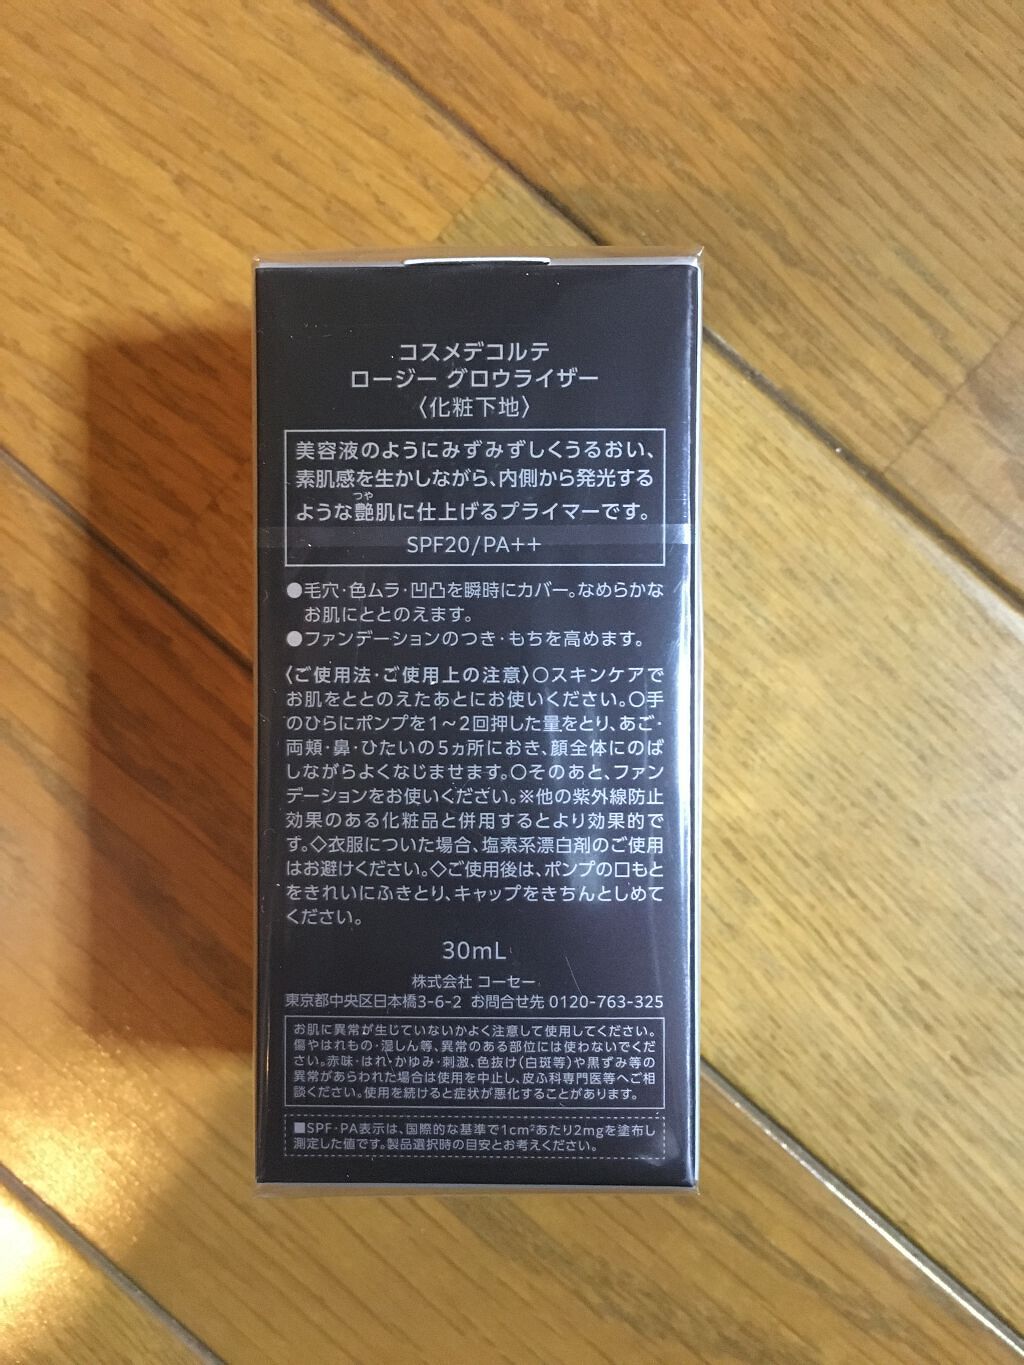 コスメデコルテ
ロージー グロウライザー
〈化粧下地〉
美容液のようにみずみずしくうるおい、
素肌感を生かしながら、内側から発光する
つや
ような艶肌に仕上げるプライマーです。
SPF20/PA++
●毛穴・色ムラ・凹凸を瞬時にカバー。なめらかな
お肌にととのえます。
●ファンデーションのつき・もちを高めます。
〈ご使用法・ご使用上の注意〉○スキンケアで
お肌をととのえたあとにお使いください。○手
のひらにポンプを1～2回押した量をとり、あご・
両頬・鼻・ひたいの5ヵ所におき、顔全体にのば
しながらよくなじませます。○そのあと、ファン
デーションをお使いください。※他の紫外線防止
効果のある化粧品と併用するとより効果的で
す。◇衣服についた場合、塩素系漂白剤のご使用
はお避けください。◇ご使用後は、ポンプの口もと
をきれいにふきとり、キャップをきちんとしめて
ください。
30mL
株式会社 コーセー
東京都中央区日本橋3-6-2 お問合せ先 0120-763-325
お肌に異常が生じていないかよく注意して使用してください。
傷やはれもの・湿しん等、異常のある部位には使わないでくだ
さい。赤味・はれ・かゆみ・刺激、色抜け(白斑等)や黒ずみ等の
異常があらわれた場合は使用を中止し、皮ふ科専門医等へご相
談ください。使用を続けると症状が悪化することがあります。
■SPF・PA表示は、国際的な基準で1cm²あたり2mgを塗布し
測定した値です。製品選択時の目安とお考えください。